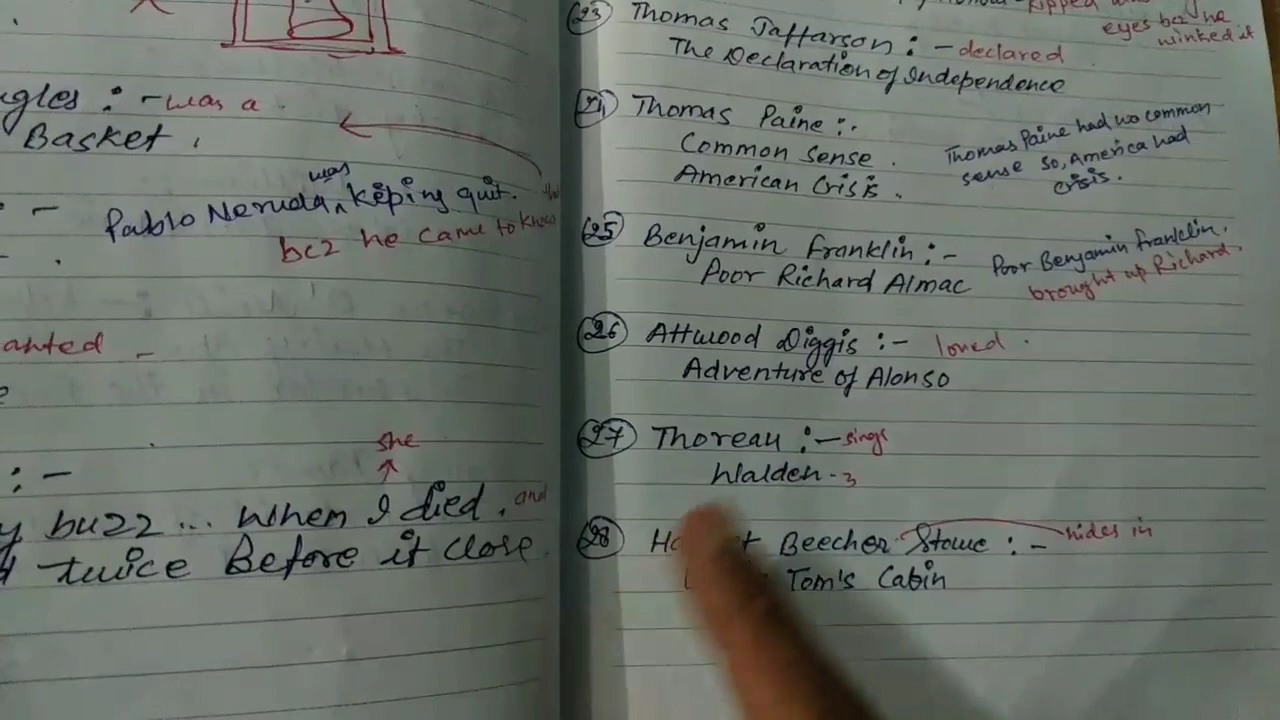 gles :- was a
Basket.
was
Pablo Neruda ^ keping quit.
bcz he came to know
anted -
she
:-
y buzz... When I died. and
twice Before it close.
eyes but he
winked at
23 Thomas Jaffarson :- declared
The Declaration of Independence
24 Thomas Paine :-
Common Sense.
American Crisis.
Thomas Paine had no common
sense so, America had
crisis.
25 Benjamin Franklin :-
Poor Richard Almac
Poor Benjamin Franklin,
brought up Richard.
26 Attwood Diggis :- loved.
Adventure of Alonso
27 Thoreau :- sings
Walden - 3
28 Beecher Stowe :- hides in
Tom's Cabin